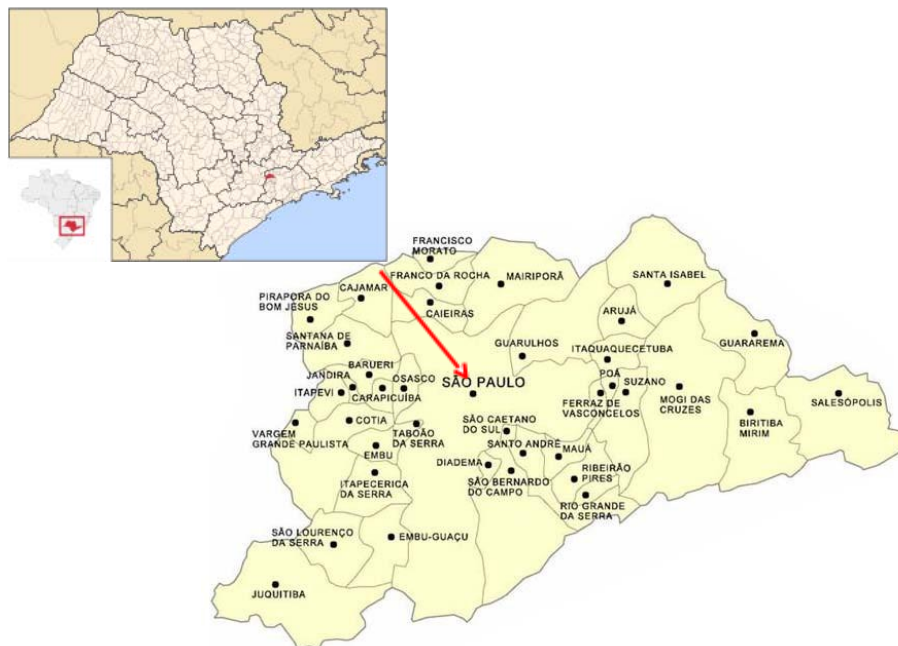 FRANCISCO
MORATO
FRANCO DA ROCHA
MAIRIPORÃ
SANTA ISABEL
CAJAMAR
PIRAPORA DO
BOM JESUS
CAIEIRAS
ARUJÁ
SANTANA DE
PARNAÍBA
GUARULHOS
ITAQUAQUECETUBA
GUARAREMA
BARUERI
JANDIRA
OSASCO
SÃO PAULO
POÁ
SUZANO
ITAPEVI
CARAPICUÍBA
FERRAZ DE
VASCONCELOS
MOGI DAS
CRUZES
SALESÓPOLIS
COTIA
SÃO CAETANO
DO SUL
BIRITIBA
MIRIM
VARGEM
GRANDE PAULISTA
TABOÃO
DA SERRA
SANTO ANDRÉ
MAUÁ
EMBU
DIADEMA
RIBEIRÃO
PIRES
ITAPECERICA
DA SERRA
SÃO BERNARDO
DO CAMPO
RIO GRANDE
DA SERRA
SÃO LOURENÇO
DA SERRA
EMBU-GUAÇU
JUQUITIBA